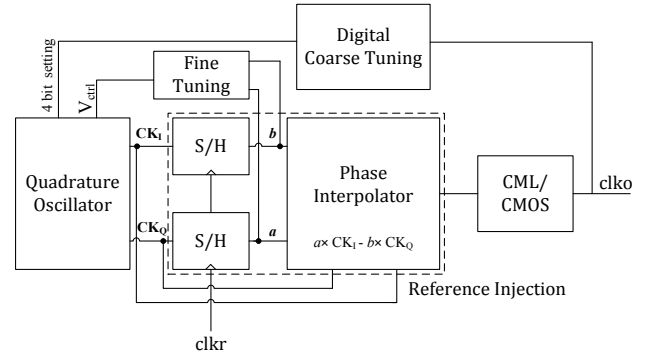 Digital
Coarse Tuning
4 bit setting
V_ctrl
Fine
Tuning
CK_I
S/H
b
Quadrature
Oscillator
Phase
Interpolator
CML/
CMOS
clko
CK_Q
S/H
a
a× CK_I - b× CK_Q
Reference Injection
clkr